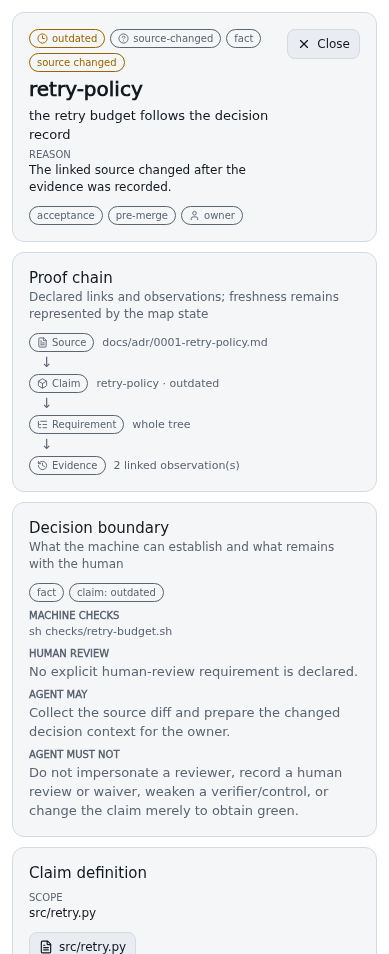 outdated source-changed fact
source changed
Close
retry-policy
the retry budget follows the decision
record
REASON
The linked source changed after the
evidence was recorded.
acceptance pre-merge owner
Proof chain
Declared links and observations; freshness remains
represented by the map state
Source docs/adr/0001-retry-policy.md
↓
Claim retry-policy · outdated
↓
Requirement whole tree
↓
Evidence 2 linked observation(s)
Decision boundary
What the machine can establish and what remains
with the human
fact claim: outdated
MACHINE CHECKS
sh checks/retry-budget.sh
HUMAN REVIEW
No explicit human-review requirement is declared.
AGENT MAY
Collect the source diff and prepare the changed
decision context for the owner.
AGENT MUST NOT
Do not impersonate a reviewer, record a human
review or waiver, weaken a verifier/control, or
change the claim merely to obtain green.
Claim definition
SCOPE
src/retry.py
src/retry.py